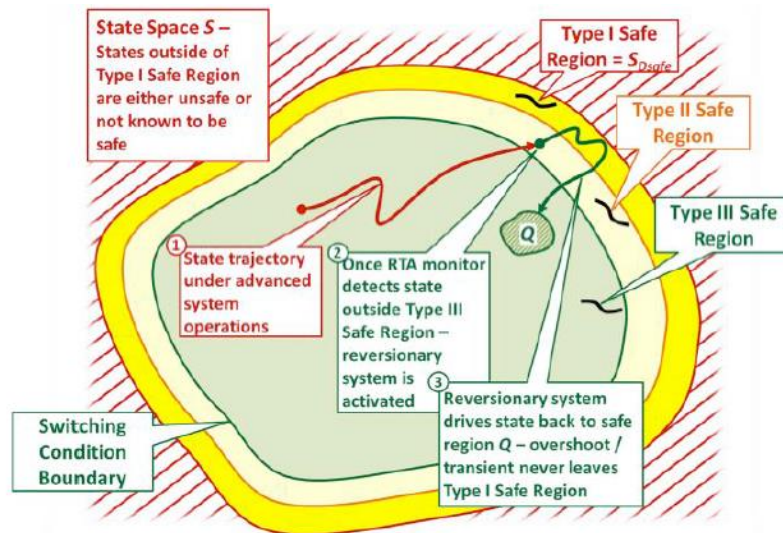 State Space S –
States outside of
Type I Safe Region
are either unsafe or
not known to be
safe
Type I Safe
Region = S_Dsafe
Type II Safe
Region
Type III Safe
Region
Q
1
State trajectory
under advanced
system
operations
2
Once RTA monitor
detects state
outside Type III
Safe Region –
reversionary
system is
activated
3
Reversionary system
drives state back to safe
region Q – overshoot /
transient never leaves
Type I Safe Region
Switching
Condition
Boundary